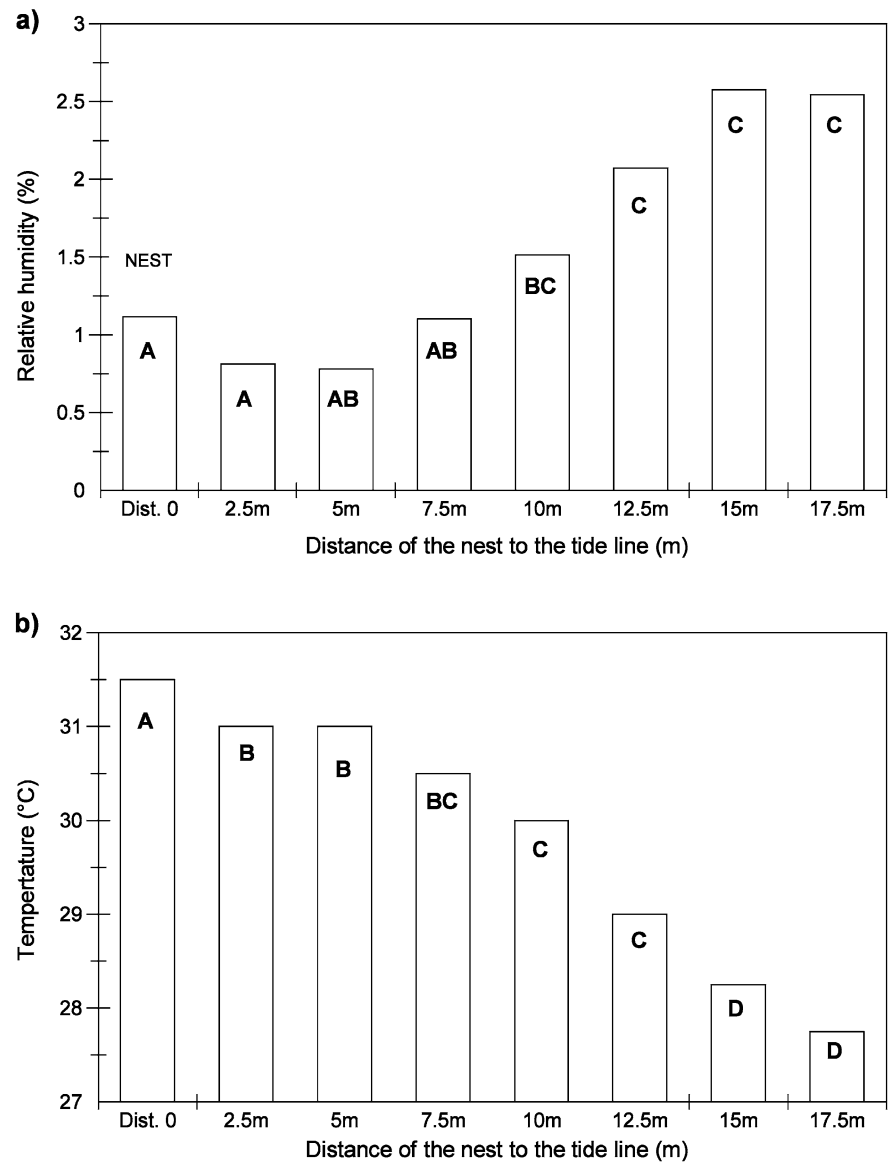 a)
3
2.5
2
1.5
1
0.5
0
Relative humidity (%)
NEST
A
A
AB
AB
BC
C
C
C
Dist. 0 2.5m 5m 7.5m 10m 12.5m 15m 17.5m
Distance of the nest to the tide line (m)
b)
32
31
30
29
28
27
Tempertature (°C)
A
B
B
BC
C
C
D
D
Dist. 0 2.5m 5m 7.5m 10m 12.5m 15m 17.5m
Distance of the nest to the tide line (m)